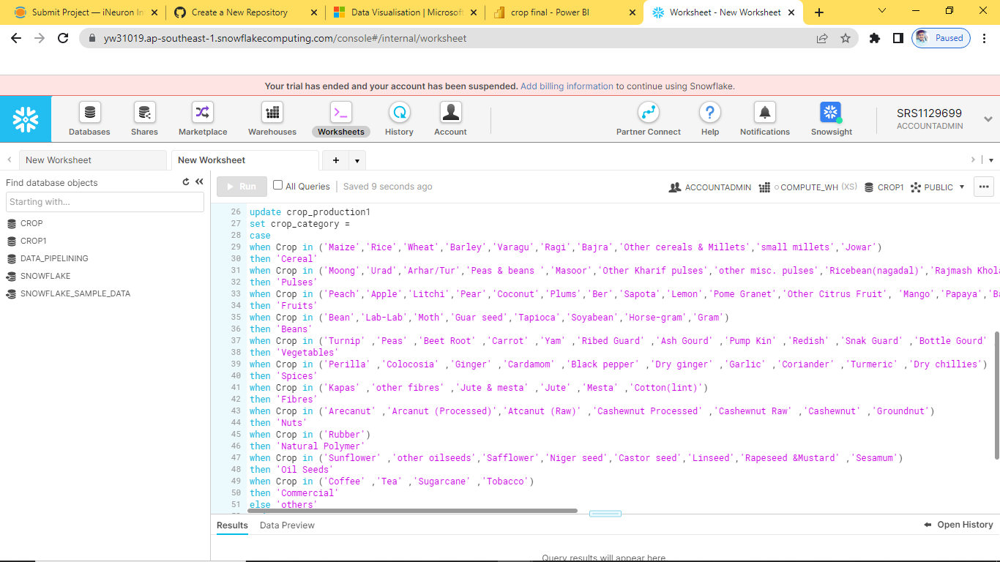 Submit Project — iNeuron In
Create a New Repository
Data Visualisation | Microsoft
crop final - Power BI
Worksheet - New Worksheet
yw31019.ap-southeast-1.snowflakecomputing.com/console#/internal/worksheet
Paused
Your trial has ended and your account has been suspended. Add billing information to continue using Snowflake.
Databases
Shares
Marketplace
Warehouses
Worksheets
History
Account
Partner Connect
Help
Notifications
Snowsight
SRS1129699
ACCOUNTADMIN
New Worksheet
New Worksheet
Find database objects
Starting with...
CROP
CROP1
DATA_PIPELINING
SNOWFLAKE
SNOWFLAKE_SAMPLE_DATA
Run
All Queries
Saved 9 seconds ago
ACCOUNTADMIN
COMPUTE_WH (XS)
CROP1
PUBLIC
26 update crop_production1
27 set crop_category =
28 case
29 when Crop in ('Maize','Rice','Wheat','Barley','Varagu','Ragi','Bajra','Other cereals & Millets','small millets','Jowar')
30 then 'Cereal'
31 when Crop in ('Moong','Urad','Arhar/Tur','Peas & beans ','Masoor','Other Kharif pulses','other misc. pulses','Ricebean(nagadal)','Rajmash Khola
32 then 'Pulses'
33 when Crop in ('Peach','Apple','Litchi','Pear','Coconut','Plums','Ber','Sapota','Lemon','Pome Granet','Other Citrus Fruit', 'Mango','Papaya','Ba
34 then 'Fruits'
35 when Crop in ('Bean','Lab-Lab','Moth','Guar seed','Tapioca','Soyabean','Horse-gram','Gram')
36 then 'Beans'
37 when Crop in ('Turnip' ,'Peas' ,'Beet Root' ,'Carrot' ,'Yam' ,'Ribed Guard' ,'Ash Gourd' ,'Pump Kin' ,'Redish' ,'Snak Guard' ,'Bottle Gourd'
38 then 'Vegetables'
39 when Crop in ('Perilla' ,'Colocosia' ,'Ginger' ,'Cardamom' ,'Black pepper' ,'Dry ginger' ,'Garlic' ,'Coriander' ,'Turmeric' ,'Dry chillies')
40 then 'Spices'
41 when Crop in ('Kapas' ,'other fibres' ,'Jute & mesta' ,'Jute' ,'Mesta' ,'Cotton(lint)')
42 then 'Fibres'
43 when Crop in ('Arecanut' ,'Arcanut (Processed)','Atcanut (Raw)' ,'Cashewnut Processed' ,'Cashewnut Raw' ,'Cashewnut' ,'Groundnut')
44 then 'Nuts'
45 when Crop in ('Rubber')
46 then 'Natural Polymer'
47 when Crop in ('Sunflower' ,'other oilseeds','Safflower','Niger seed','Castor seed','Linseed','Rapeseed &Mustard' ,'Sesamum')
48 then 'Oil Seeds'
49 when Crop in ('Coffee' ,'Tea' ,'Sugarcane' ,'Tobacco')
50 then 'Commercial'
51 else 'others'
Results
Data Preview
Open History
Query results will appear here.